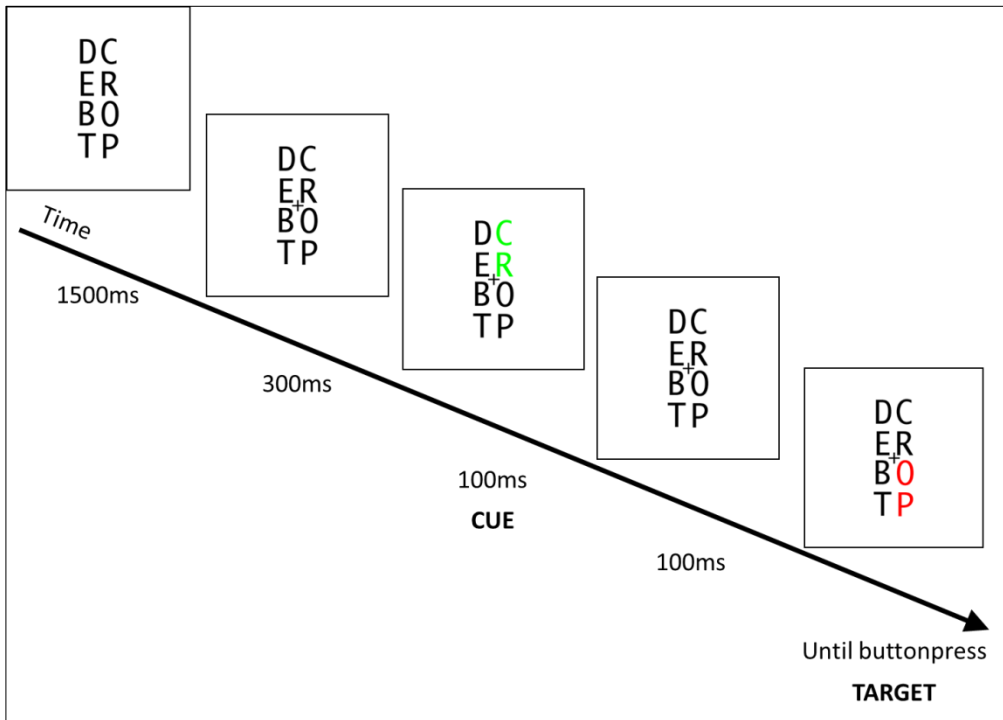 DC
ER
BO
TP
Time
1500ms
DC
ER
+
BO
TP
300ms
DC
ER
+
BO
TP
100ms
CUE
DC
ER
+
BO
TP
100ms
DC
ER
+
BO
TP
Until buttonpress
TARGET